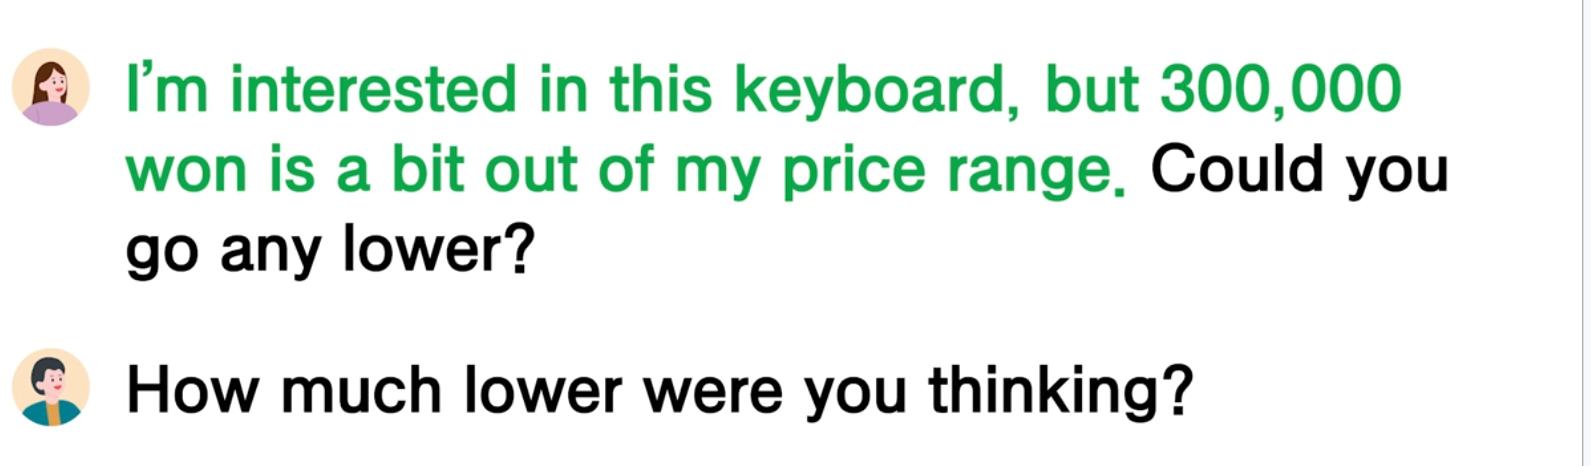 I'm interested in this keyboard, but 300,000
won is a bit out of my price range. Could you
go any lower?
How much lower were you thinking?